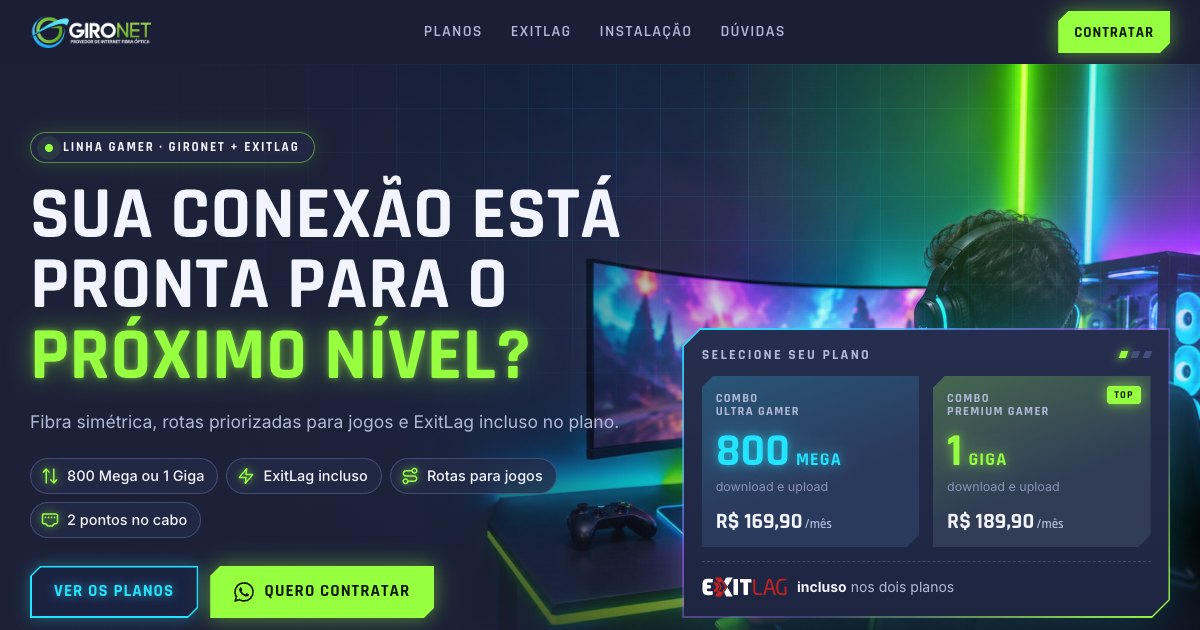 GIRONET
PROVEDOR DE INTERNET FIBRA ÓPTICA
PLANOS
EXITLAG
INSTALAÇÃO
DÚVIDAS
CONTRATAR
LINHA GAMER · GIRONET + EXITLAG
SUA CONEXÃO ESTÁ
PRONTA PARA O
PRÓXIMO NÍVEL?
Fibra simétrica, rotas priorizadas para jogos e ExitLag incluso no plano.
800 Mega ou 1 Giga
ExitLag incluso
Rotas para jogos
2 pontos no cabo
VER OS PLANOS
QUERO CONTRATAR
SELECIONE SEU PLANO
COMBO
ULTRA GAMER
800 MEGA
download e upload
R$ 169,90 /mês
COMBO
PREMIUM GAMER
TOP
1 GIGA
download e upload
R$ 189,90 /mês
EXITLAG incluso nos dois planos